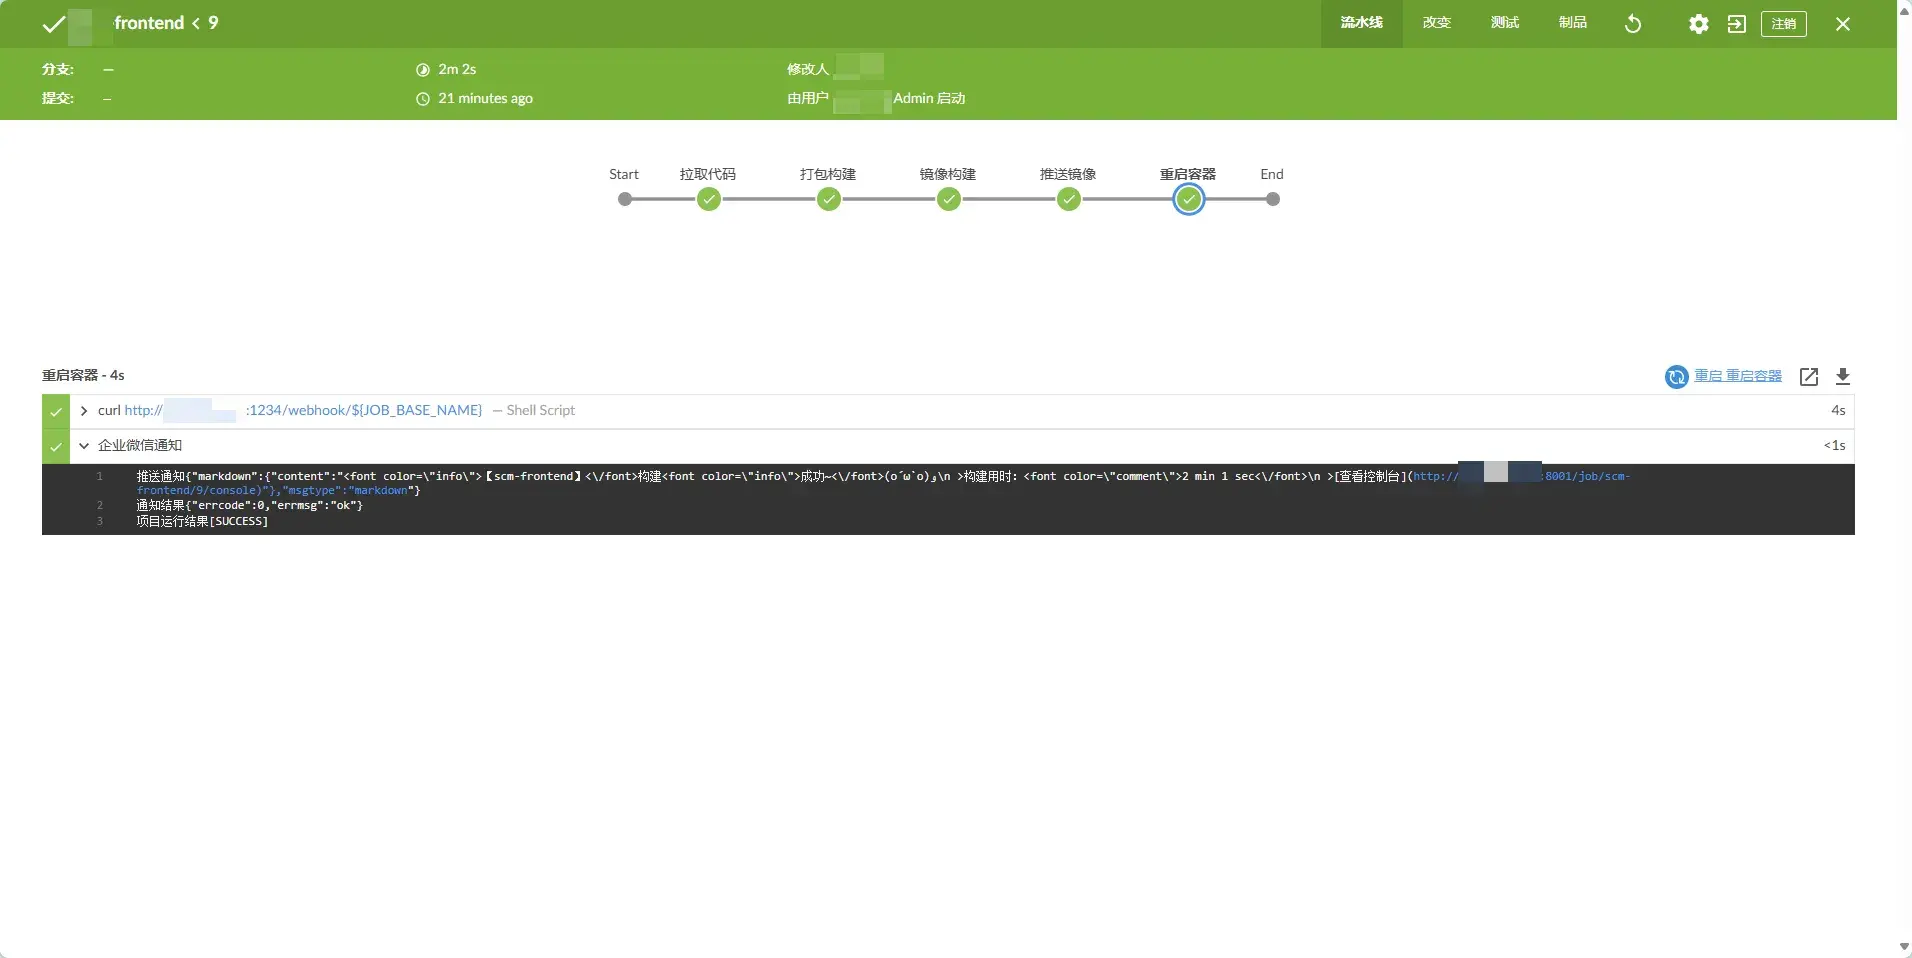 frontend < 9
流水线 改变 测试 制品 注销
分支: — 2m 2s 修改人
提交: — 21 minutes ago 由用户 Admin 启动
Start 拉取代码 打包构建 镜像构建 推送镜像 重启容器 End
重启容器 - 4s 重启 重启容器
curl http:// :1234/webhook/${JOB_BASE_NAME} — Shell Script 4s
企业微信通知 <1s
1 推送通知{"markdown":{"content":"<font color=\"info\">【scm-frontend】<\/font>构建<font color=\"info\">成功~<\/font>(o´ω`o)و\n >构建用时: <font color=\"comment\">2 min 1 sec<\/font>\n >[查看控制台](http:// :8001/job/scm-
frontend/9/console)"},"msgtype":"markdown"}
2 通知结果{"errcode":0,"errmsg":"ok"}
3 项目运行结果[SUCCESS]